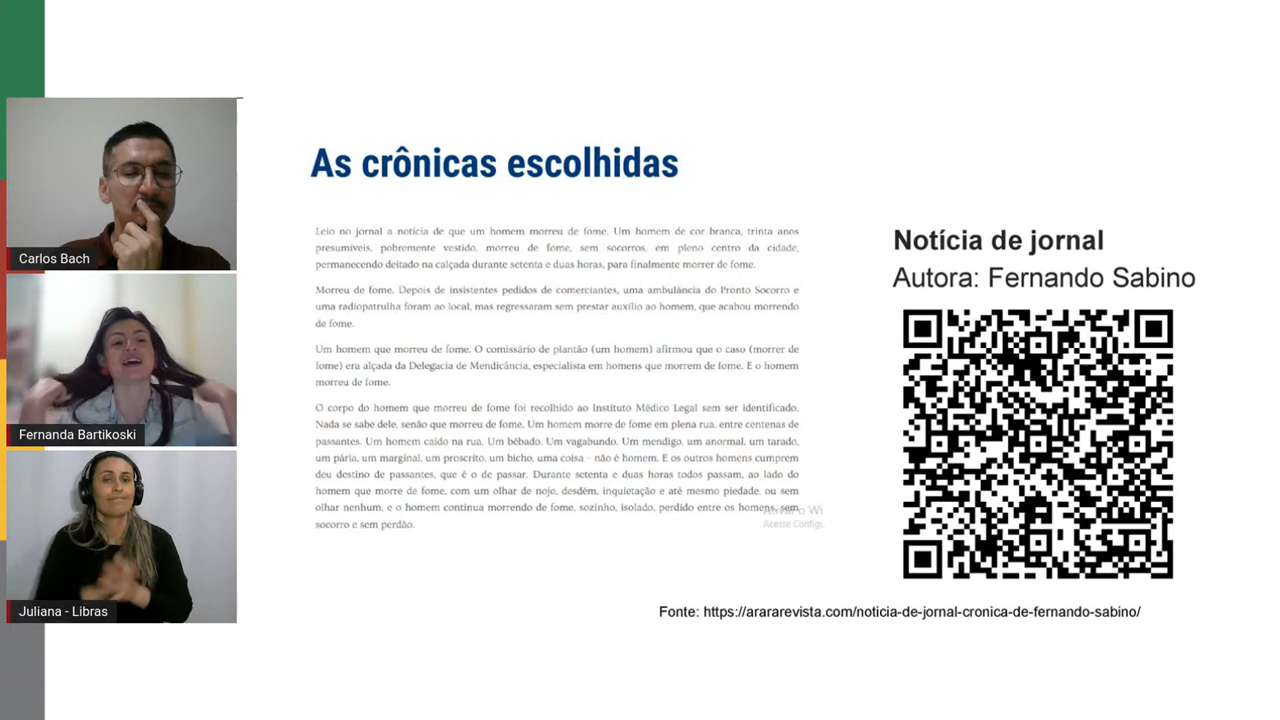 As crônicas escolhidas
Leio no jornal a notícia de que um homem morreu de fome. Um homem de cor branca, trinta anos
presumíveis, pobremente vestido, morreu de fome, sem socorros, em pleno centro da cidade,
permanecendo deitado na calçada durante setenta e duas horas, para finalmente morrer de fome.
Morreu de fome. Depois de insistentes pedidos de comerciantes, uma ambulância do Pronto Socorro e
uma radiopatrulha foram ao local, mas regressaram sem prestar auxílio ao homem, que acabou morrendo
de fome.
Um homem que morreu de fome. O comissário de plantão (um homem) afirmou que o caso (morrer de
fome) era alçada da Delegacia de Mendicância, especialista em homens que morrem de fome. E o homem
morreu de fome.
O corpo do homem que morreu de fome foi recolhido ao Instituto Médico Legal sem ser identificado.
Nada se sabe dele, senão que morreu de fome. Um homem morre de fome em plena rua, entre centenas de
passantes. Um homem caído na rua. Um bêbado. Um vagabundo. Um mendigo, um anormal, um tarado,
um pária, um marginal, um proscrito, um bicho, uma coisa – não é homem. E os outros homens cumprem
deu destino de passantes, que é o de passar. Durante setenta e duas horas todos passam, ao lado do
homem que morre de fome, com um olhar de nojo, desdém, inquietação e até mesmo piedade, ou sem
olhar nenhum, e o homem continua morrendo de fome, sozinho, isolado, perdido entre os homens, sem
socorro e sem perdão.
Acesse Configu
Notícia de jornal
Autora: Fernando Sabino
Fonte: https://arararevista.com/noticia-de-jornal-cronica-de-fernando-sabino/
Carlos Bach
Fernanda Bartikoski
Juliana - Libras